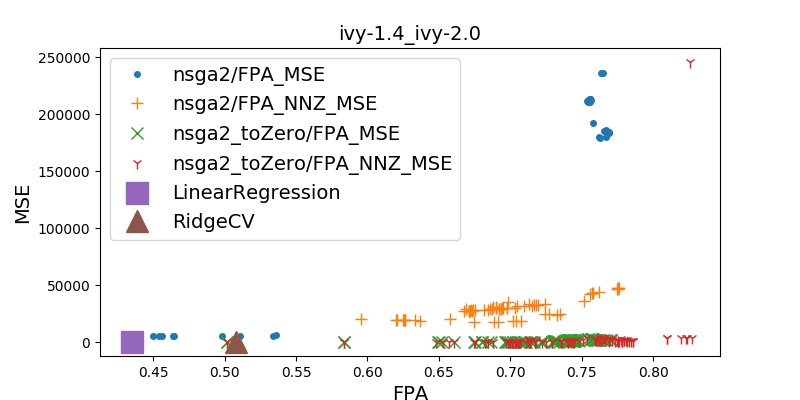 ivy-1.4_ivy-2.0
nsga2/FPA_MSE
nsga2/FPA_NNZ_MSE
nsga2_toZero/FPA_MSE
nsga2_toZero/FPA_NNZ_MSE
LinearRegression
RidgeCV
MSE
250000
200000
150000
100000
50000
0
0.45 0.50 0.55 0.60 0.65 0.70 0.75 0.80
FPA